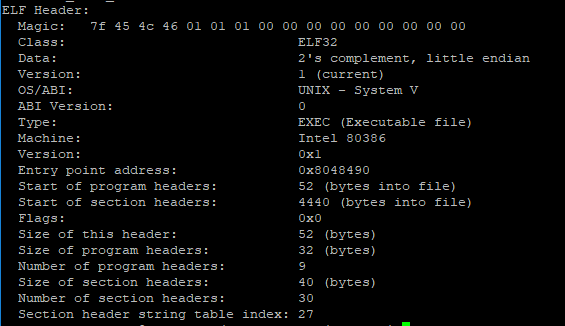 ELF Header:
  Magic:   7f 45 4c 46 01 01 01 00 00 00 00 00 00 00 00 00
  Class:                             ELF32
  Data:                              2's complement, little endian
  Version:                           1 (current)
  OS/ABI:                            UNIX - System V
  ABI Version:                       0
  Type:                              EXEC (Executable file)
  Machine:                           Intel 80386
  Version:                           0x1
  Entry point address:               0x8048490
  Start of program headers:          52 (bytes into file)
  Start of section headers:          4440 (bytes into file)
  Flags:                             0x0
  Size of this header:               52 (bytes)
  Size of program headers:           32 (bytes)
  Number of program headers:         9
  Size of section headers:           40 (bytes)
  Number of section headers:         30
  Section header string table index: 27